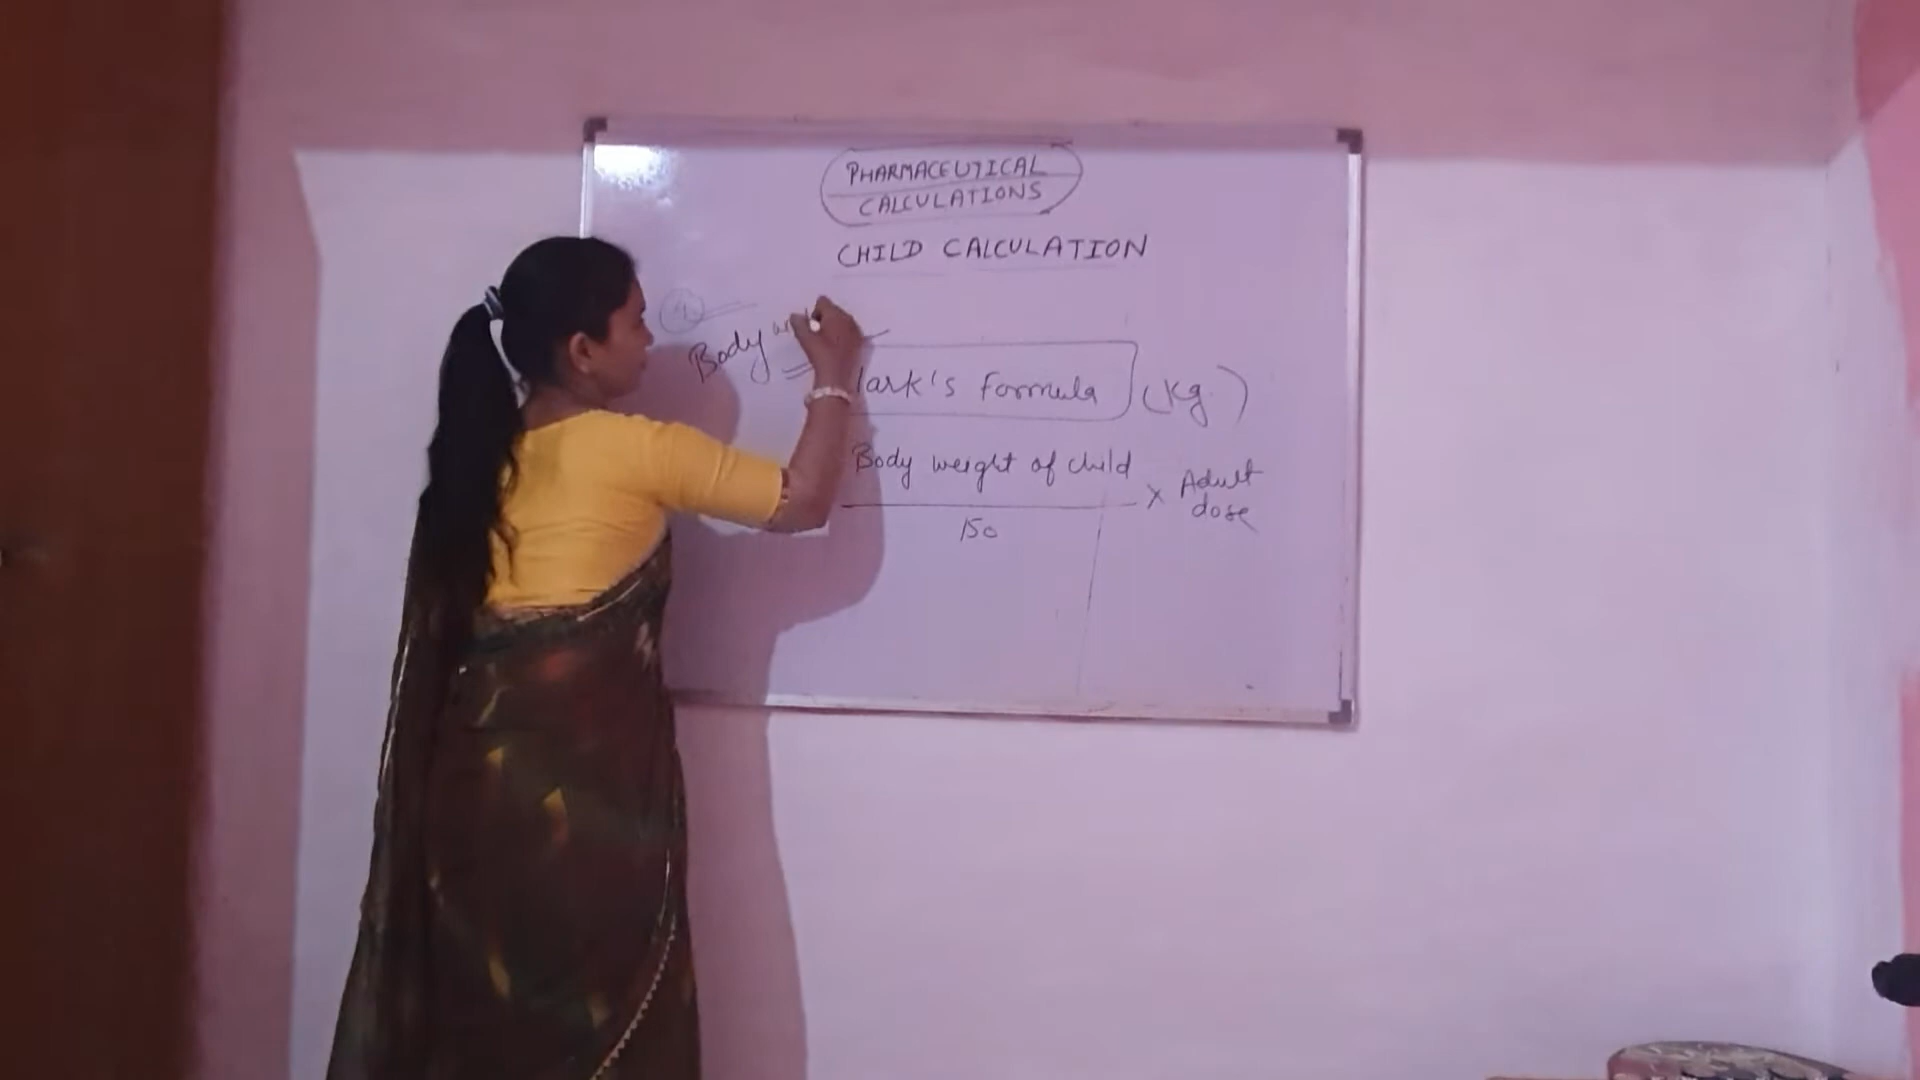 PHARMACEUTICAL
CALCULATIONS
CHILD CALCULATION
Body
lark's formula (Kg.)
Body weight of child
150
× Adult
dose